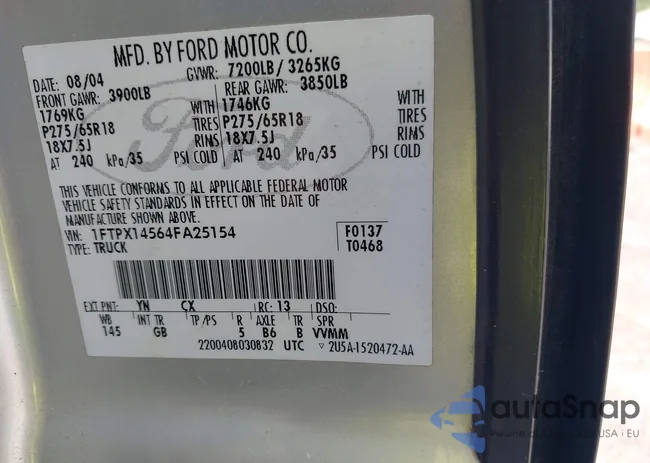 MFD. BY FORD MOTOR CO.
DATE: 08/04 GVWR: 7200LB/ 3265KG
FRONT GAWR: 3900LB REAR GAWR: 3850LB
1769KG WITH 1746KG WITH
P275/65R18 TIRES P275/65R18 TIRES
18X7.5J RIMS 18X7.5J RIMS
AT 240 kPa/35 PSI COLD AT 240 kPa/35 PSI COLD
THIS VEHICLE CONFORMS TO ALL APPLICABLE FEDERAL MOTOR
VEHICLE SAFETY STANDARDS IN EFFECT ON THE DATE OF
MANUFACTURE SHOWN ABOVE.
VIN: 1FTPX14564FA25154 F0137
TYPE: TRUCK T0468
EXT PNT: YN CX RC: 13 DSO:
WB INT TR TP/PS R AXLE TR SPR
145 GB 5 B6 B VVMM
2200408030832 UTC ▽ 2U5A-1520472-AA
Ford
autoSnap